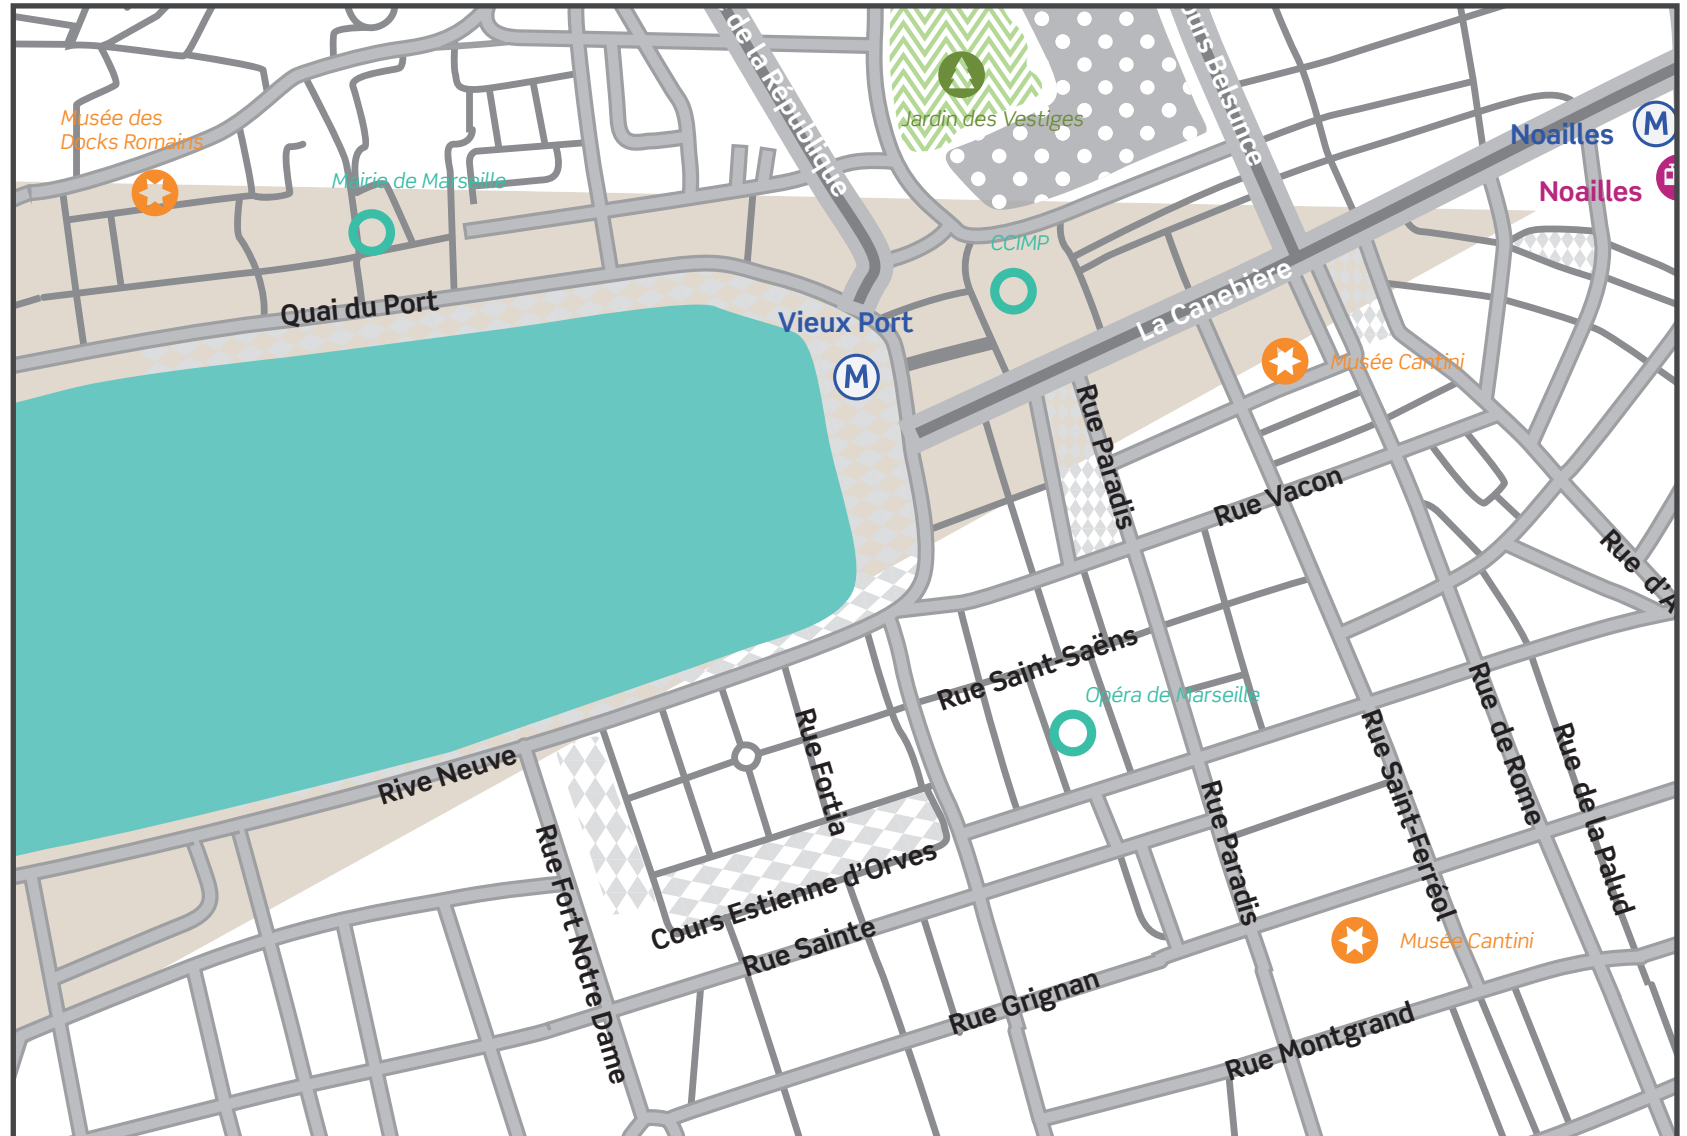 de la République
ours Belsunce
Jardin des Vestiges
Musée des
Docks Romains
Noailles
M
Noailles
Mairie de Marseille
CCIMP
La Canebière
Quai du Port
Vieux Port
M
Musée Cantini
Rue Paradis
Rue Vacon
Rue d'A
Rue Saint-Saëns
Opéra de Marseille
Rive Neuve
Rue Fortia
Rue Saint-Ferréol
Rue de Rome
Rue de la Palud
Rue Paradis
Rue Fort Notre Dame
Cours Estienne d'Orves
Rue Sainte
Musée Cantini
Rue Grignan
Rue Montgrand